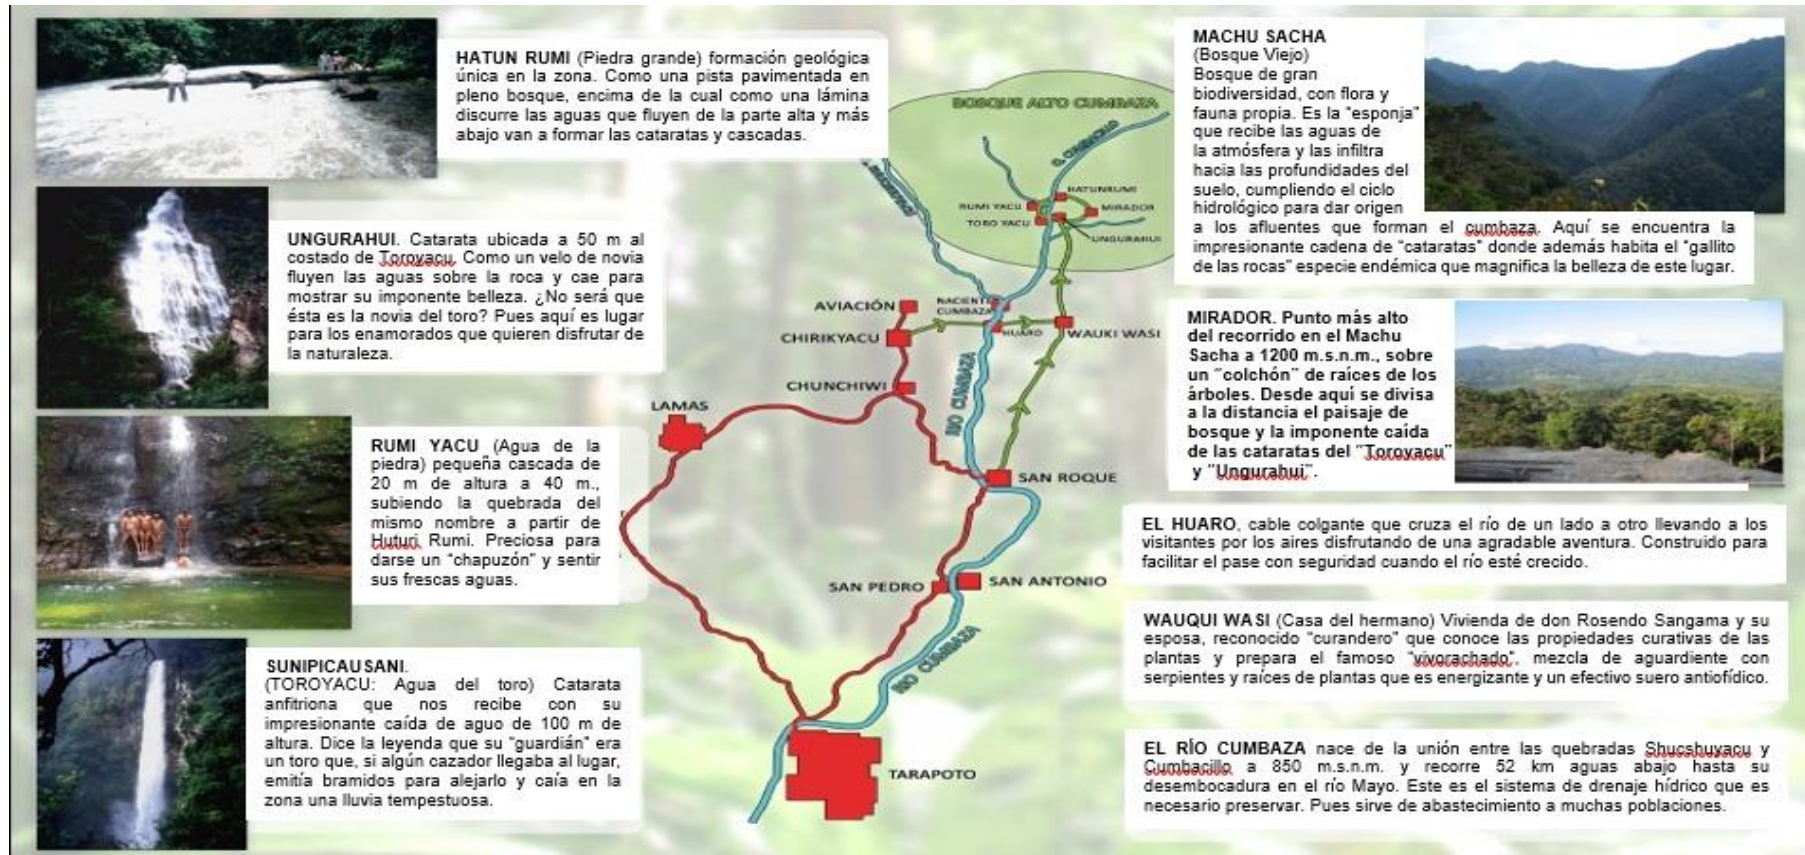 HATUN RUMI (Piedra grande) formación geológica
única en la zona. Como una pista pavimentada en
pleno bosque, encima de la cual como una lámina
discurre las aguas que fluyen de la parte alta y más
abajo van a formar las cataratas y cascadas.
UNGURAHUI. Catarata ubicada a 50 m al
costado de Toroyacu. Como un velo de novia
fluyen las aguas sobre la roca y cae para
mostrar su imponente belleza. ¿No será que
ésta es la novia del toro? Pues aquí es lugar
para los enamorados que quieren disfrutar de
la naturaleza.
RUMI YACU (Agua de la
piedra) pequeña cascada de
20 m de altura a 40 m.,
subiendo la quebrada del
mismo nombre a partir de
Huturi Rumi. Preciosa para
darse un "chapuzón" y sentir
sus frescas aguas.
SUNIPICAUSANI.
(TOROYACU: Agua del toro) Catarata
anfitriona que nos recibe con su
impresionante caída de aguo de 100 m de
altura. Dice la leyenda que su "guardián" era
un toro que, si algún cazador llegaba al lugar,
emitía bramidos para alejarlo y caía en la
zona una lluvia tempestuosa.
BOSQUE ALTO CUMBAZA
Q. CUMBACILLO
HATUNRUMI
RUMI YACU
MIRADOR
TORO YACU
UNGURAHUI
AVIACIÓN
NACIENTE
CUMBAZA
CHIRIKYACU
HUARO
WAUKI WASI
CHUNCHIWI
RIO CUMBAZA
LAMAS
SAN ROQUE
SAN PEDRO
SAN ANTONIO
RIO CUMBAZA
TARAPOTO
MACHU SACHA
(Bosque Viejo)
Bosque de gran
biodiversidad, con flora y
fauna propia. Es la "esponja"
que recibe las aguas de
la atmósfera y las infiltra
hacia las profundidades del
suelo, cumpliendo el ciclo
hidrológico para dar origen
a los afluentes que forman el cumbaza. Aquí se encuentra la
impresionante cadena de "cataratas" donde además habita el "gallito
de las rocas" especie endémica que magnifica la belleza de este lugar.
MIRADOR. Punto más alto
del recorrido en el Machu
Sacha a 1200 m.s.n.m., sobre
un "colchón" de raíces de los
árboles. Desde aquí se divisa
a la distancia el paisaje de
bosque y la imponente caída
de las cataratas del "Toroyacu"
y "Ungurahui".
EL HUARO, cable colgante que cruza el río de un lado a otro llevando a los
visitantes por los aires disfrutando de una agradable aventura. Construido para
facilitar el pase con seguridad cuando el río esté crecido.
WAUQUI WASI (Casa del hermano) Vivienda de don Rosendo Sangama y su
esposa, reconocido "curandero" que conoce las propiedades curativas de las
plantas y prepara el famoso "vivorachado", mezcla de aguardiente con
serpientes y raíces de plantas que es energizante y un efectivo suero antiofídico.
EL RÍO CUMBAZA nace de la unión entre las quebradas Shucshuyacu y
Cumbacillo a 850 m.s.n.m. y recorre 52 km aguas abajo hasta su
desembocadura en el río Mayo. Este es el sistema de drenaje hídrico que es
necesario preservar. Pues sirve de abastecimiento a muchas poblaciones.